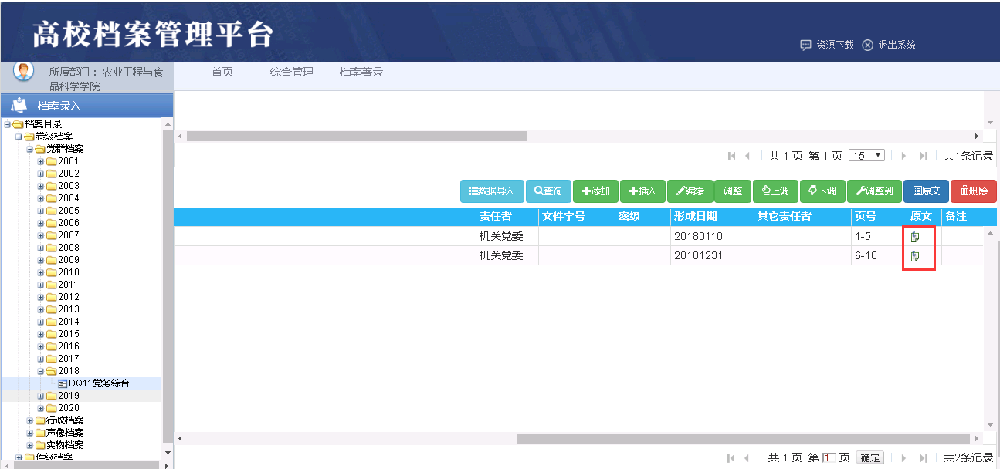 高校档案管理平台
资源下载 退出系统
所属部门： 农业工程与食
品科学学院
首页 综合管理 档案著录
档案录入
档案目录
卷级档案
党群档案
2001
2002
2003
2004
2005
2006
2007
2008
2009
2010
2011
2012
2013
2014
2015
2016
2017
2018
DQ11党务综合
2019
2020
行政档案
声像档案
实物档案
件级档案
共 1 页 第 1 页 15 共1条记录
数据导入 查询 添加 插入 编辑 调整 上调 下调 调整到 原文 删除
责任者 文件字号 密级 形成日期 其它责任者 页号 原文 备注
机关党委 20180110 1-5
机关党委 20181231 6-10
共 1 页 第 1 页 确定 共2条记录